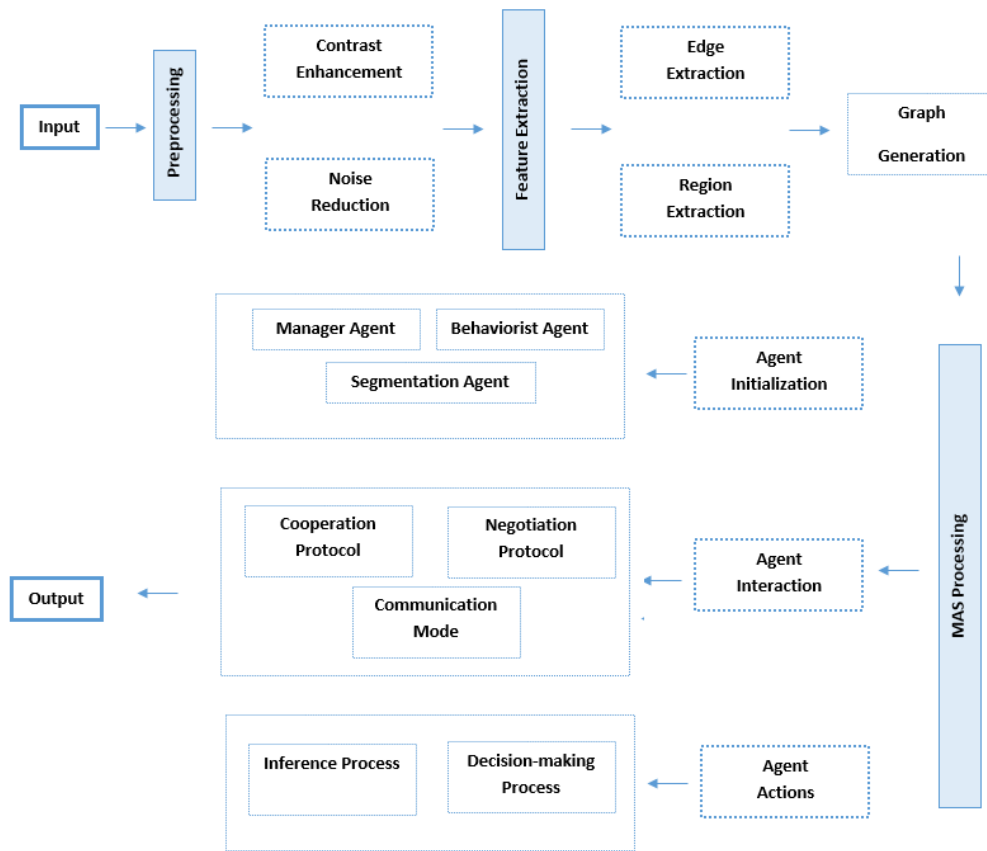 Input
Preprocessing
Contrast
Enhancement
Noise
Reduction
Feature Extraction
Edge
Extraction
Region
Extraction
Graph
Generation
Manager Agent
Behaviorist Agent
Segmentation Agent
Agent
Initialization
MAS Processing
Cooperation
Protocol
Negotiation
Protocol
Communication
Mode
Agent
Interaction
Output
Inference Process
Decision-making
Process
Agent
Actions